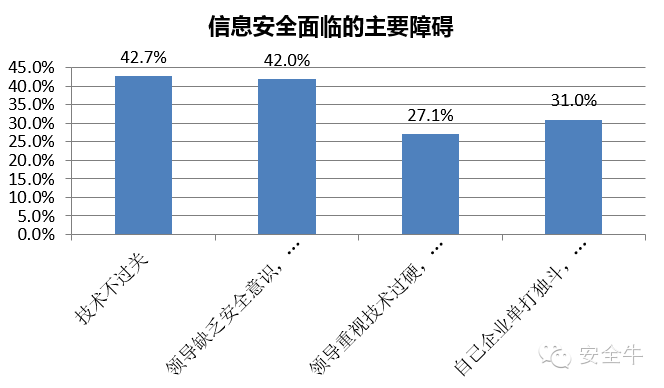 信息安全面临的主要障碍
42.7%
42.0%
27.1%
31.0%
45.0%
40.0%
35.0%
30.0%
25.0%
20.0%
15.0%
10.0%
5.0%
0.0%
技术不过关
领导缺乏安全意识，…
领导重视技术过硬，…
自己企业单打独斗，…
安全牛